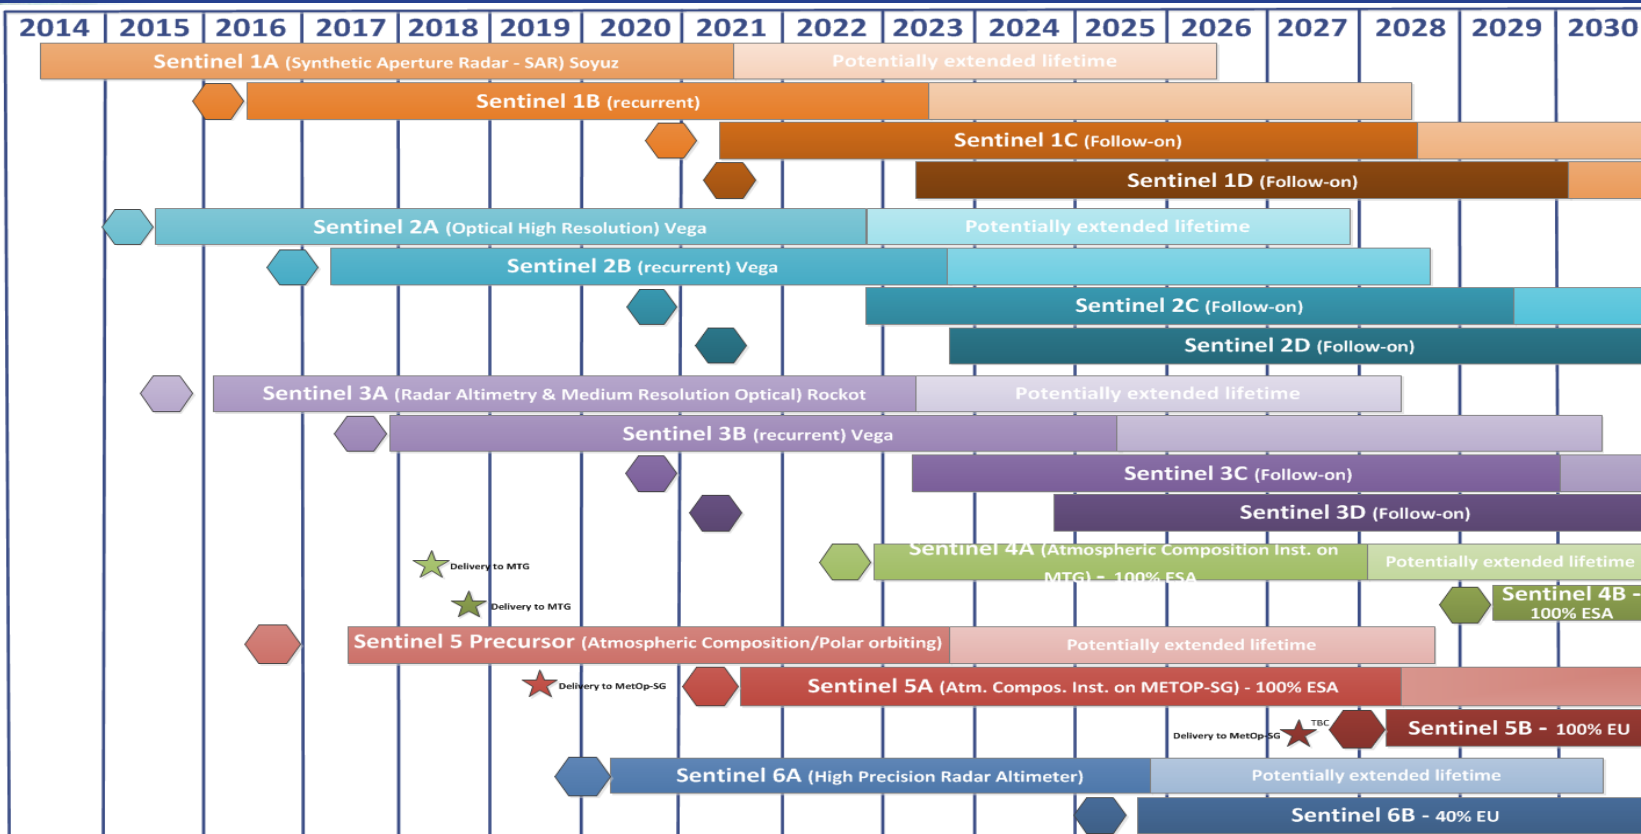 2014 2015 2016 2017 2018 2019 2020 2021 2022 2023 2024 2025 2026 2027 2028 2029 2030
Sentinel 1A (Synthetic Aperture Radar - SAR) Soyuz Potentially extended lifetime
Sentinel 1B (recurrent)
Sentinel 1C (Follow-on)
Sentinel 1D (Follow-on)
Sentinel 2A (Optical High Resolution) Vega Potentially extended lifetime
Sentinel 2B (recurrent) Vega
Sentinel 2C (Follow-on)
Sentinel 2D (Follow-on)
Sentinel 3A (Radar Altimetry & Medium Resolution Optical) Rockot Potentially extended lifetime
Sentinel 3B (recurrent) Vega
Sentinel 3C (Follow-on)
Sentinel 3D (Follow-on)
Sentinel 4A (Atmospheric Composition Inst. on
MTG) - 100% ESA
Delivery to MTG Potentially extended lifetime
Delivery to MTG
Sentinel 4B -
100% ESA
Sentinel 5 Precursor (Atmospheric Composition/Polar orbiting) Potentially extended lifetime
Delivery to MetOp-SG Sentinel 5A (Atm. Compos. Inst. on METOP-SG) - 100% ESA
Delivery to MetOp-SG TBC Sentinel 5B - 100% EU
Sentinel 6A (High Precision Radar Altimeter) Potentially extended lifetime
Sentinel 6B - 40% EU